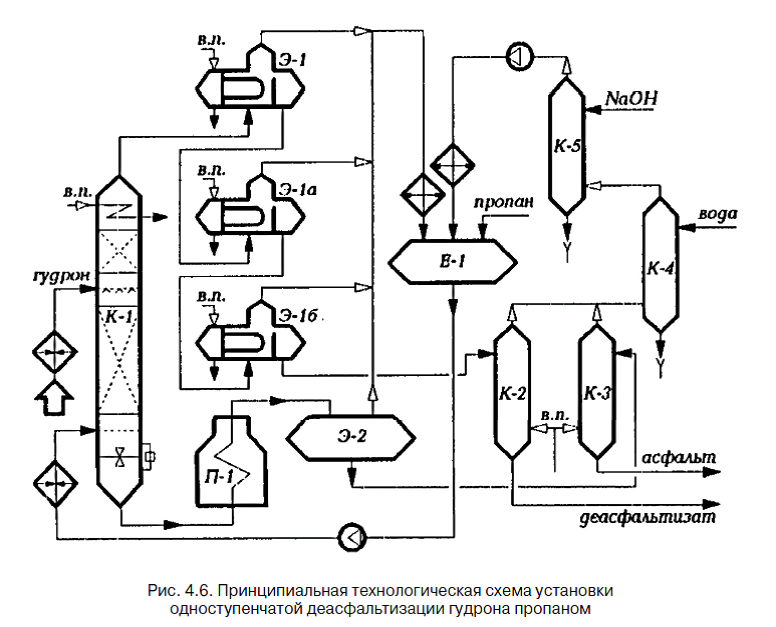 в.п.
Э-1
NaOH
К-5
в.п.
Э-1а
в.п.
пропан
вода
Е-1
К-4
гудрон
в.п.
К-1
Э-1б
К-2
К-3
в.п.
Э-2
П-1
асфальт
деасфальтизат
Рис. 4.6. Принципиальная технологическая схема установки
одноступенчатой деасфальтизации гудрона пропаном